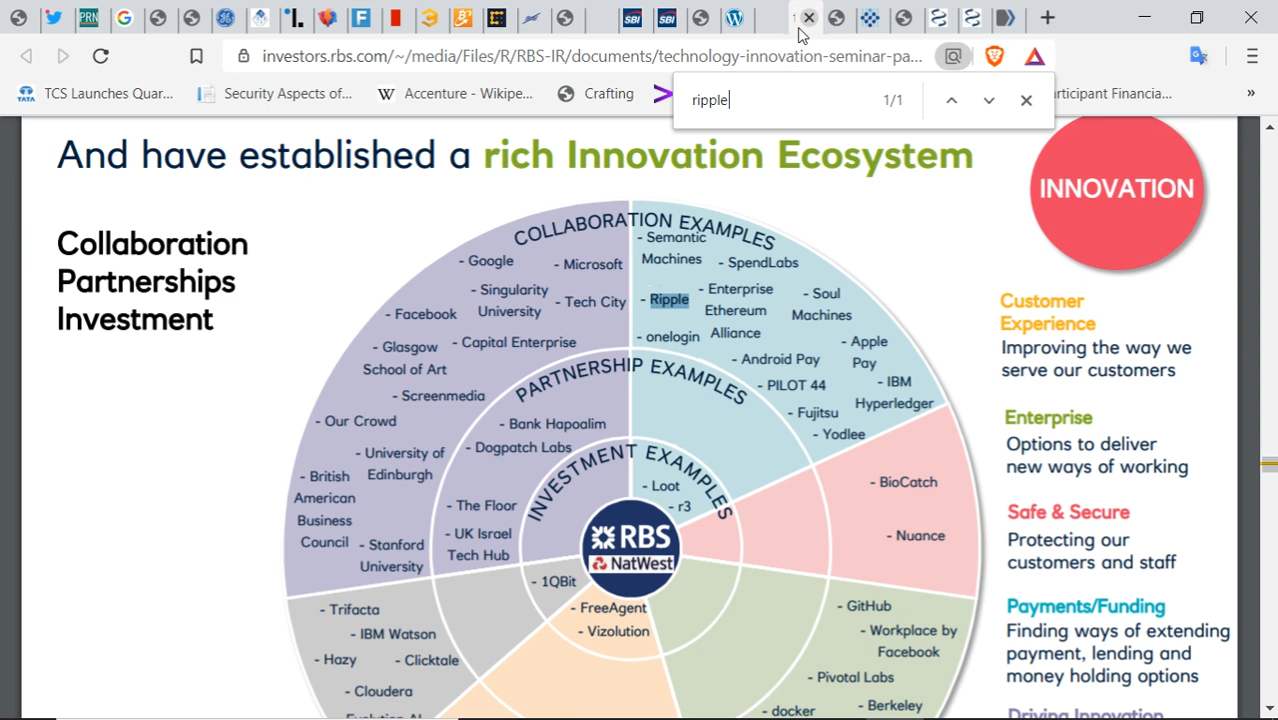 investors.rbs.com/~/media/Files/R/RBS-IR/documents/technology-innovation-seminar-pa...
TCS Launches Quar...
Security Aspects of...
Accenture - Wikipe...
Crafting
articipant Financia...
»
ripple
1/1
And have established a rich Innovation Ecosystem
INNOVATION
Collaboration
Partnerships
Investment
COLLABORATION EXAMPLES
- Google
- Microsoft
- Singularity
University
- Tech City
- Facebook
- Glasgow
School of Art
- Capital Enterprise
- Screenmedia
- Our Crowd
- University of
Edinburgh
- British
American
Business
Council
- Stanford
University
- Semantic
Machines
- SpendLabs
- Ripple
- Enterprise
Ethereum
Alliance
- Soul
Machines
- onelogin
- Apple
Pay
- Android Pay
- PILOT 44
- IBM
Hyperledger
- Fujitsu
- Yodlee
PARTNERSHIP EXAMPLES
- Bank Hapoalim
- Dogpatch Labs
- The Floor
- UK Israel
Tech Hub
INVESTMENT EXAMPLES
- Loot
- r3
RBS
NatWest
- 1QBit
- FreeAgent
- Vizolution
- BioCatch
- Nuance
- Trifacta
- IBM Watson
- Hazy
- Clicktale
- Cloudera
Evolution AI
- GitHub
- Workplace by
Facebook
- Pivotal Labs
- docker
- Berkeley
Customer
Experience
Improving the way we
serve our customers
Enterprise
Options to deliver
new ways of working
Safe & Secure
Protecting our
customers and staff
Payments/Funding
Finding ways of extending
payment, lending and
money holding options
Driving Innovation